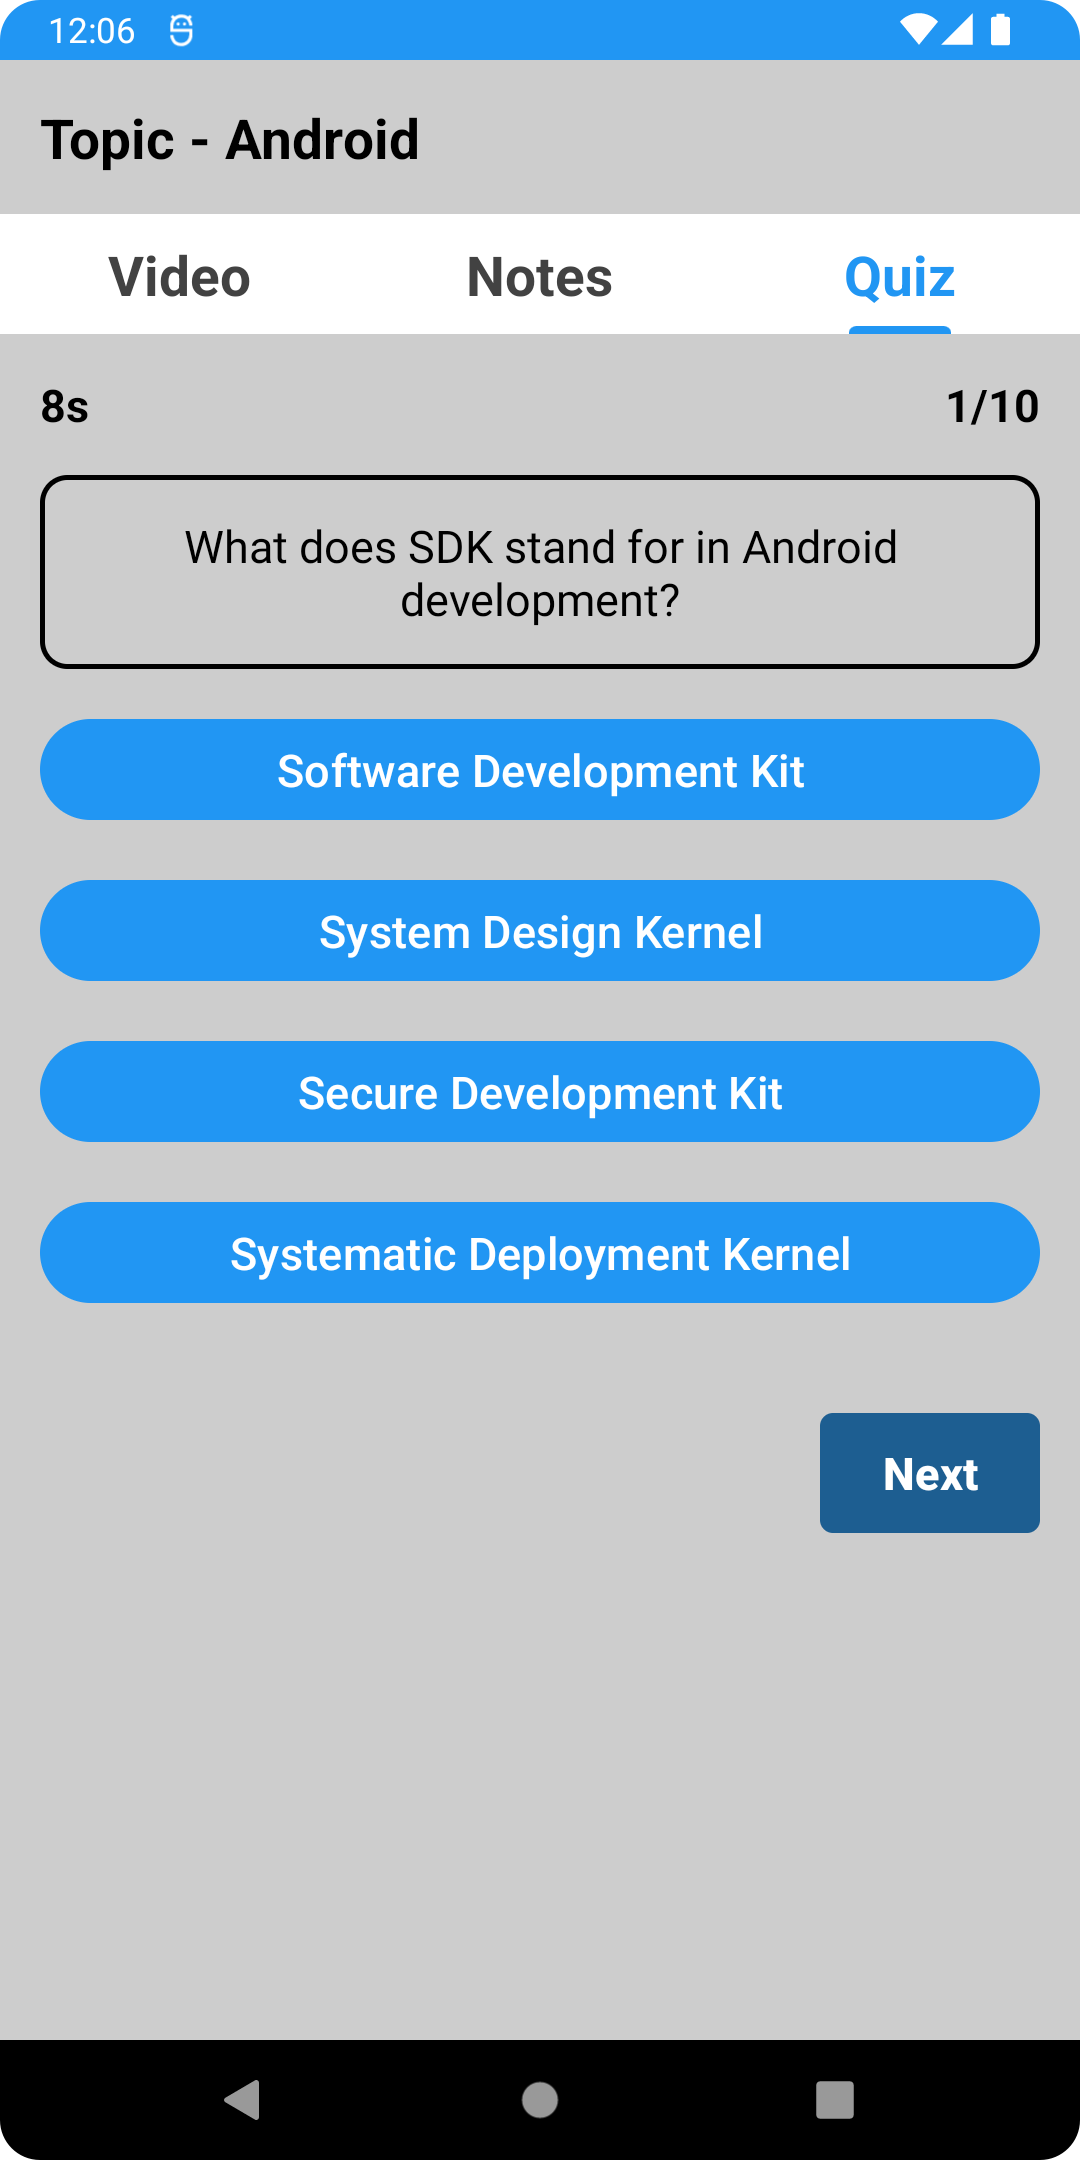 12:06
Topic - Android
Video Notes Quiz
8s 1/10
What does SDK stand for in Android
development?
Software Development Kit
System Design Kernel
Secure Development Kit
Systematic Deployment Kernel
Next